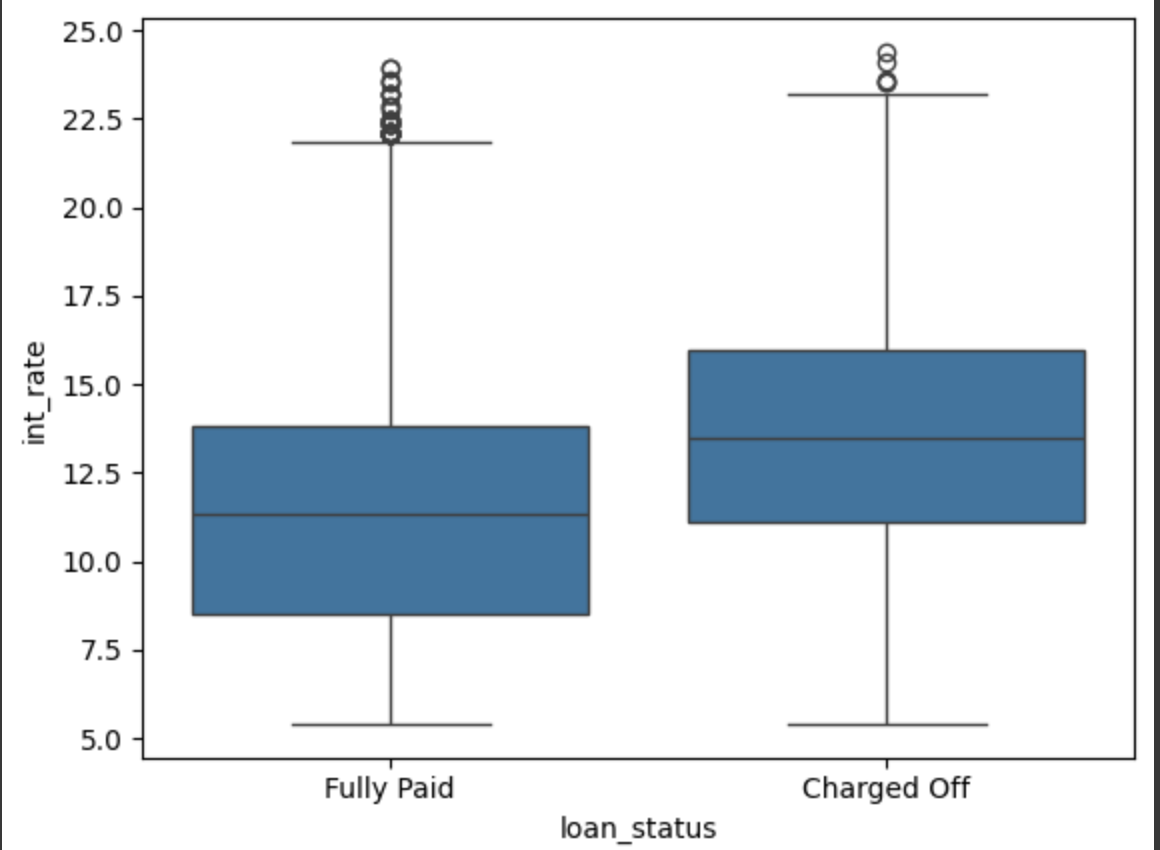 25.0
22.5
20.0
17.5
15.0
12.5
10.0
7.5
5.0
int_rate
Fully Paid
Charged Off
loan_status